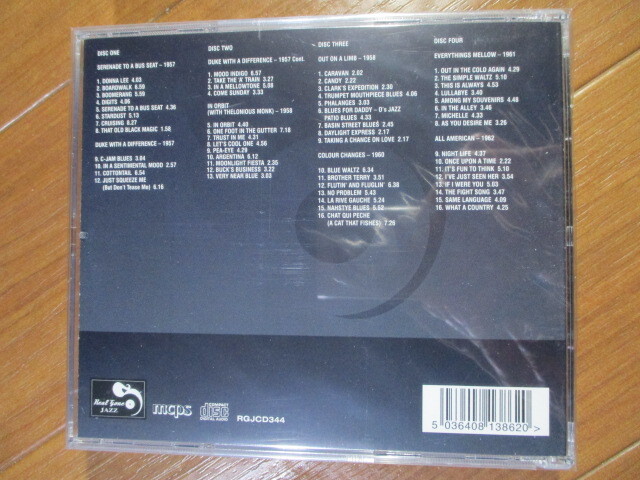 DISC ONE
SERENADE TO A BUS SEAT – 1957
1. DONNA LEE 4.03
2. BOARDWALK 6.59
3. BOOMERANG 5.59
4. DIGITS 4.06
5. SERENADE TO A BUS SEAT 4.36
6. STARDUST 5.13
7. CRUISING 6.27
8. THAT OLD BLACK MAGIC 1.56
DUKE WITH A DIFFERENCE – 1957
9. C-JAM BLUES 3.04
10. IN A SENTIMENTAL MOOD 2.57
11. COTTONTAIL 6.54
12. JUST SQUEEZE ME
(But Don't Tease Me) 6.16
DISC TWO
DUKE WITH A DIFFERENCE – 1957 Cont.
1. MOOD INDIGO 6.57
2. TAKE THE 'A' TRAIN 3.27
3. IN A MELLOWTONE 5.09
4. COME SUNDAY 3.33
IN ORBIT
(WITH THELONIOUS MONK) – 1958
5. IN ORBIT 4.40
6. ONE FOOT IN THE GUTTER 7.18
7. TRUST IN ME 4.31
8. LET'S COOL ONE 4.56
9. PEA-EYE 4.29
10. ARGENTINA 6.12
11. MOONLIGHT FIESTA 2.35
12. BUCK'S BUSINESS 3.22
13. VERY NEAR BLUE 3.03
DISC THREE
OUT ON A LIMB – 1958
1. CARAVAN 2.02
2. CANDY 2.22
3. CLARK'S EXPEDITION 2.30
4. TRUMPET MOUTHPIECE BLUES 4.06
5. PHALANGES 3.03
6. BLUES FOR DADDY – O's JAZZ
PATIO BLUES 4.33
7. BASIN STREET BLUES 2.45
8. DAYLIGHT EXPRESS 2.17
9. TAKING A CHANCE ON LOVE 2.17
COLOUR CHANGES – 1960
10. BLUE WALTZ 6.34
11. BROTHER TERRY 3.51
12. FLUTIN' AND FLUGLIN' 6.38
13. NO PROBLEM 5.43
14. LA RIVE GAUCHE 5.24
15. NAHSTYE BLUES 5.52
16. CHAT QUI PECHE
(A CAT THAT FISHES) 7.28
DISC FOUR
EVERYTHINGS MELLOW – 1961
1. OUT IN THE COLD AGAIN 4.29
2. THE SIMPLE WALTZ 5.10
3. THIS IS ALWAYS 4.53
4. LULLABYE 3.40
5. AMONG MY SOUVENIRS 4.48
6. IN THE ALLEY 3.46
7. MICHELLE 4.33
8. AS YOU DESIRE ME 3.26
ALL AMERICAN – 1962
9. NIGHT LIFE 4.37
10. ONCE UPON A TIME 2.22
11. IT'S FUN TO THINK 5.10
12. I'VE JUST SEEN HER 3.54
13. IF I WERE YOU 5.03
14. THE FIGHT SONG 3.47
15. SAME LANGUAGE 4.09
16. WHAT A COUNTRY 4.25
Real Gone
JAZZ
mcps
COMPACT
disc
DIGITAL AUDIO
RGJCD344
5 036408 138620 >